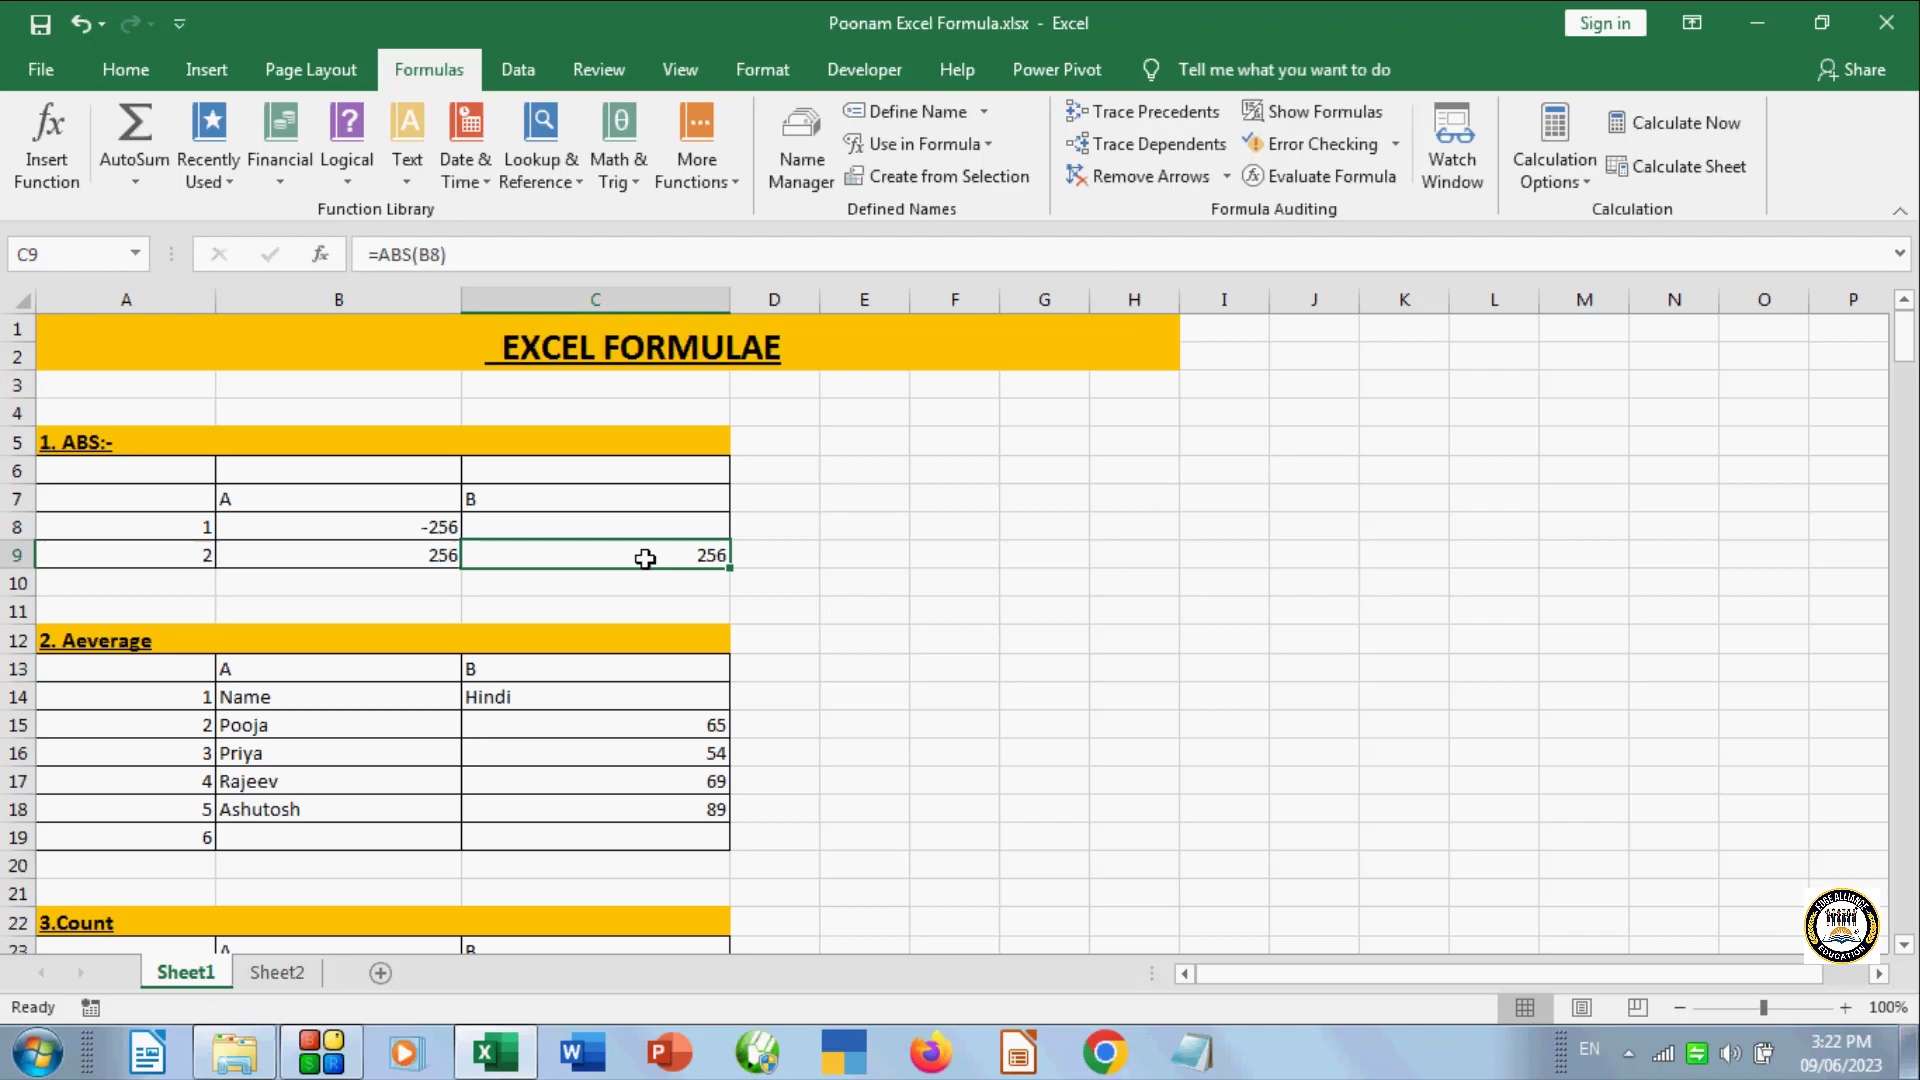 Poonam Excel Formula.xlsx - Excel
Sign in
File Home Insert Page Layout Formulas Data Review View Format Developer Help Power Pivot Tell me what you want to do Share
Insert Function
AutoSum
Recently Used
Financial
Logical
Text
Date & Time
Lookup & Reference
Math & Trig
More Functions
Function Library
Name Manager
Define Name
Use in Formula
Create from Selection
Defined Names
Trace Precedents
Trace Dependents
Remove Arrows
Show Formulas
Error Checking
Evaluate Formula
Formula Auditing
Watch Window
Calculation Options
Calculate Now
Calculate Sheet
Calculation
C9 fx =ABS(B8)
A B C D E F G H I J K L M N O P
1
2 EXCEL FORMULAE
3
4
5 1. ABS:-
6
7 A B
8 1 -256
9 2 256 256
10
11
12 2. Aeverage
13 A B
14 1 Name Hindi
15 2 Pooja 65
16 3 Priya 54
17 4 Rajeev 69
18 5 Ashutosh 89
19 6
20
21
22 3.Count
23 A B
Sheet1 Sheet2
Ready
100%
EN
3:22 PM
09/06/2023
EDGE ALLIANCE
EDUCATION